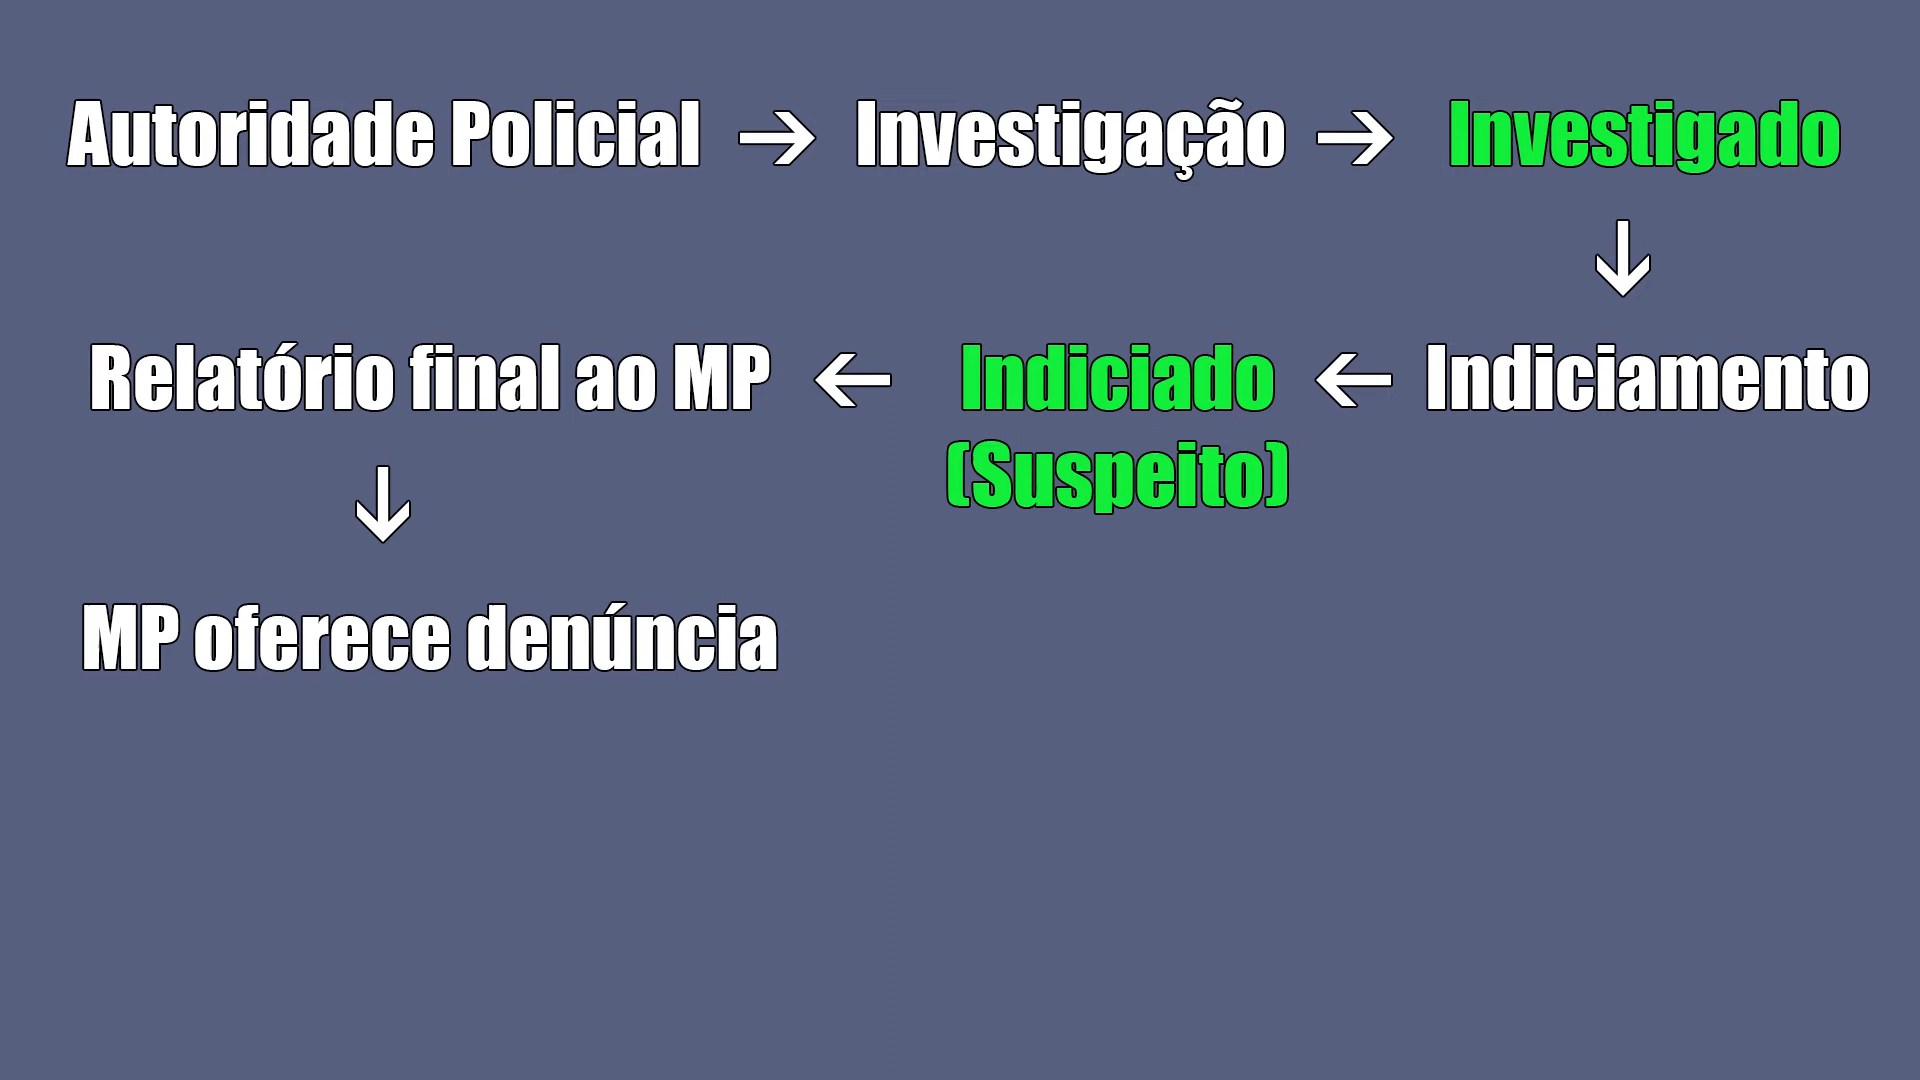 Autoridade Policial → Investigação → Investigado
↓
Relatório final ao MP ← Indiciado ← Indiciamento
(Suspeito)
↓
MP oferece denúncia